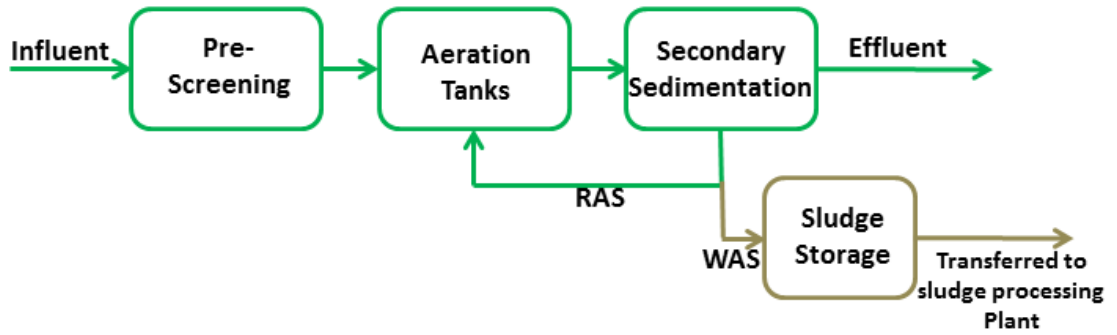 Influent
Pre-
Screening
Aeration
Tanks
Secondary
Sedimentation
Effluent
RAS
WAS
Sludge
Storage
Transferred to
sludge processing
Plant